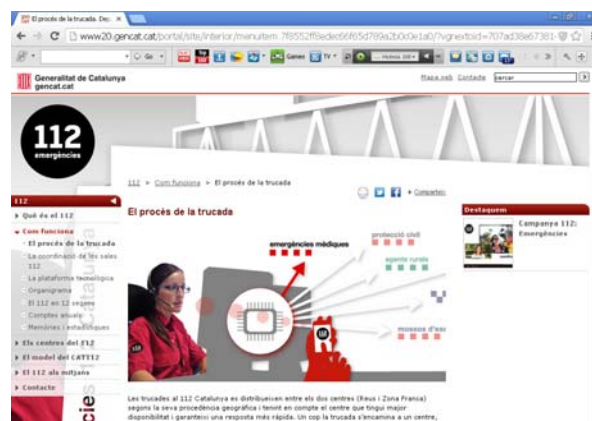 El procés de la trucada. Dep
www20.gencat.cat/portal/site/interior/menuitem.
Games
TV
Generalitat de Catalunya
gencat.cat
Mapa web Contacte cercar
112
emergències
112 > Com funciona > El procés de la trucada
+ Comparteix
112
Què és el 112
Com funciona
El procés de la trucada
La coordinació de les sales
112
La plataforma tecnològica
Organigrama
El 112 en 12 segons
Comptes anuals
Memòries i estadístiques
Els centres del 112
El model del CAT112
El 112 als mitjans
Contacte
El procés de la trucada
emergències mèdiques
protecció civil
agents rurals
mossos d'es
112
Destaquem
Campanya 112:
Emergències
Les trucades al 112 Catalunya es distribueixen entre els dos centres (Reus i Zona Franca)
segons la seva procedència geogràfica i tenint en compte el centre que tingui major
disponibilitat i garanteixi una resposta més ràpida. Un cop la trucada s'encamina a un centre,